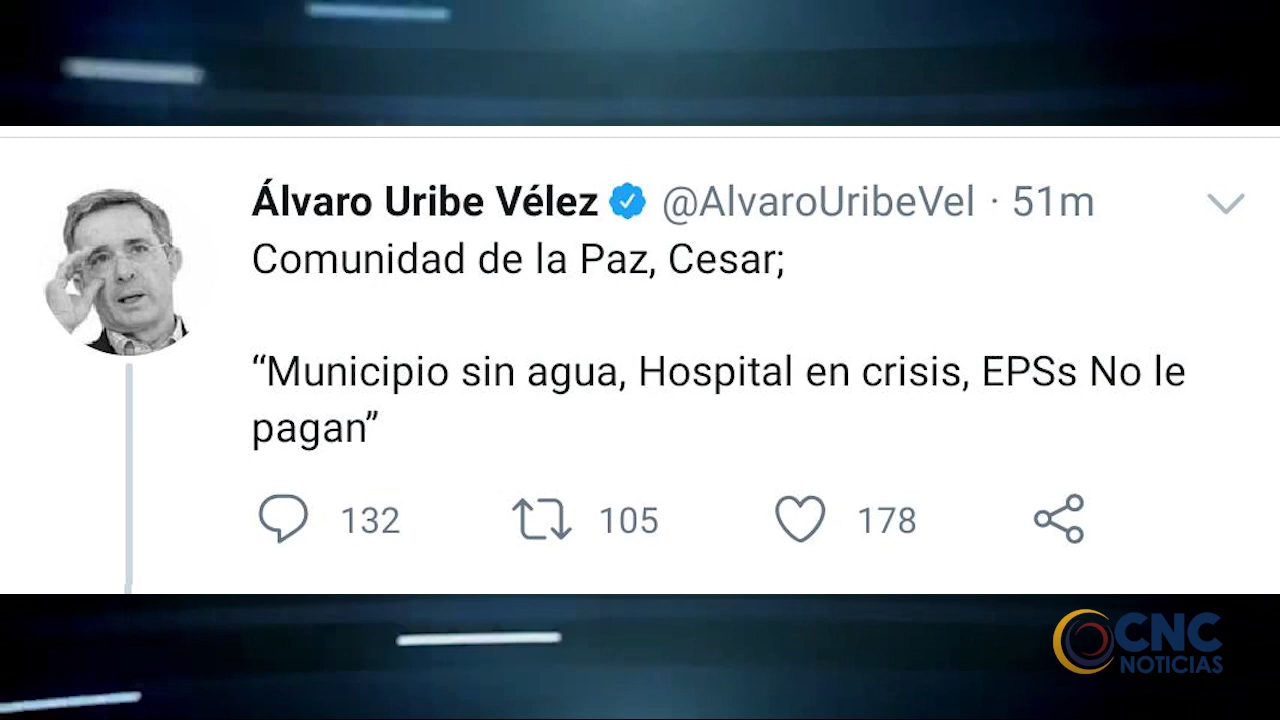 Álvaro Uribe Vélez @AlvaroUribeVel · 51m
Comunidad de la Paz, Cesar;
“Municipio sin agua, Hospital en crisis, EPSs No le
pagan”
132 105 178
CNC
NOTICIAS